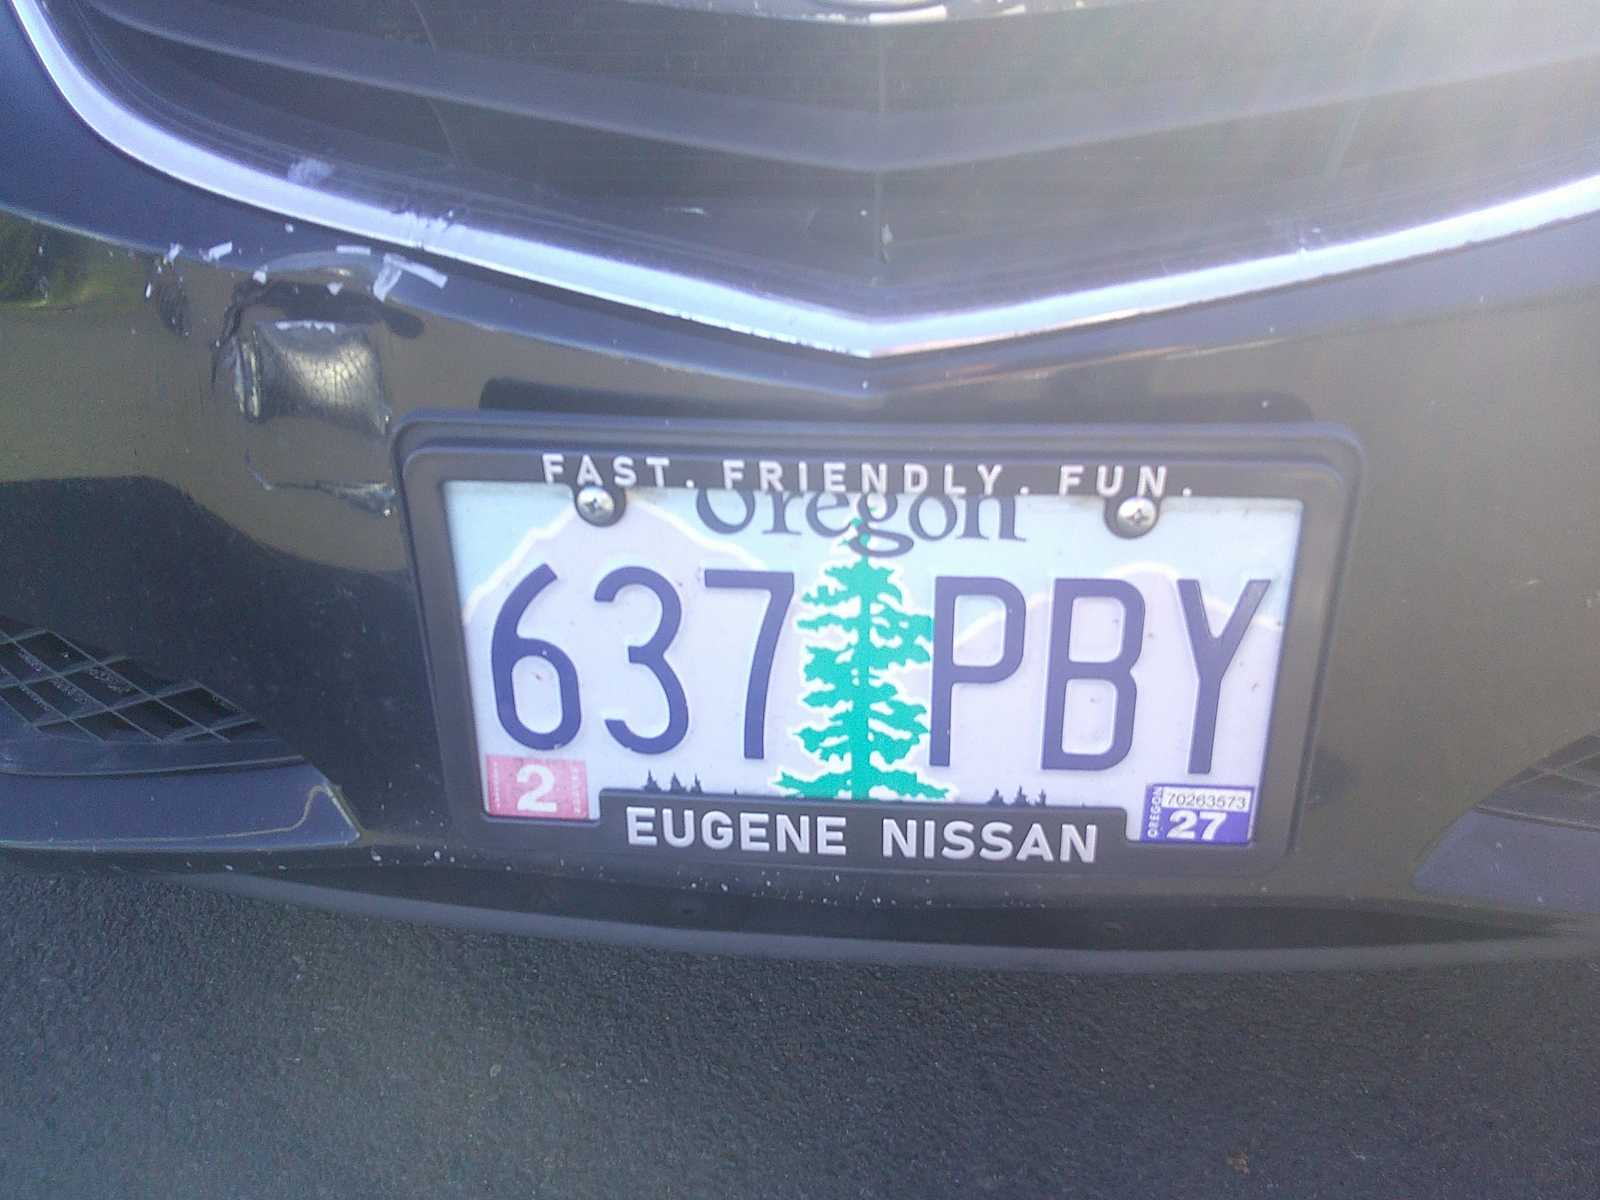 FAST. FRIENDLY. FUN.
Oregon
637 PBY
2
OREGON
70263573
27
EUGENE NISSAN